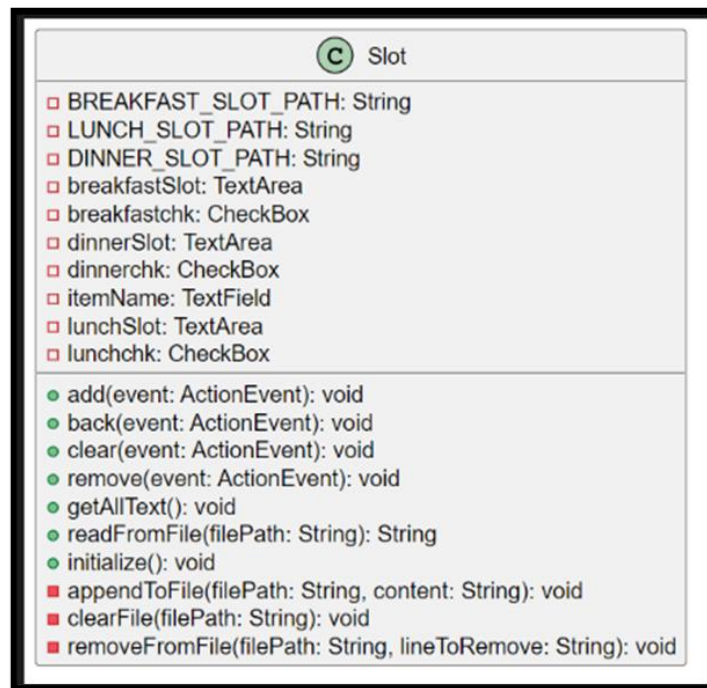 C Slot
BREAKFAST_SLOT_PATH: String
LUNCH_SLOT_PATH: String
DINNER_SLOT_PATH: String
breakfastSlot: TextArea
breakfastchk: CheckBox
dinnerSlot: TextArea
dinnerchk: CheckBox
itemName: TextField
lunchSlot: TextArea
lunchchk: CheckBox
add(event: ActionEvent): void
back(event: ActionEvent): void
clear(event: ActionEvent): void
remove(event: ActionEvent): void
getAllText(): void
readFromFile(filePath: String): String
initialize(): void
appendToFile(filePath: String, content: String): void
clearFile(filePath: String): void
removeFromFile(filePath: String, lineToRemove: String): void